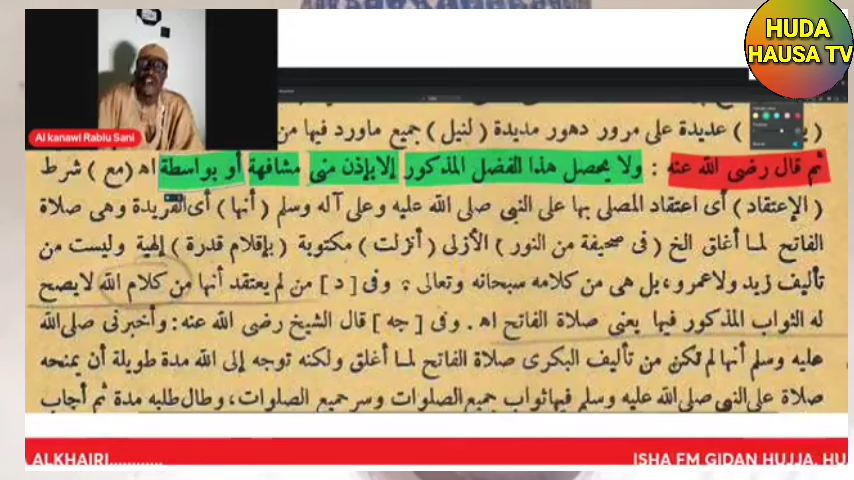 HUDA
HAUSA TV
Al kanawi Rabiu Sani
) عديدة على مرور دهور مديدة ( لنيل ) جميع ماورد فيها من
ثم قال رضى الله عنه : ولا يحصل هذا الفضل المذكور إلا بإذن منى مشافهة أو بواسطة اه ( مع ) شرط
( الإعتقاد ) أى اعتقاد المصلى بها على النبى صلى الله عليه وعلى آله وسلم ( أنها ) أى الفريدة وهى صلاة
الفاتح لما أغلق الخ ( فى صحيفة من النور ) الأزلى ( أنزلت ) مكتوبة ( بإقلام قدرة ) إلهية وليست من
تأليف زيد ولاعمرو، بل هى من كلامه سبحانه وتعالى ؛ وفى [ د ] من لم يعتقد أنها من كلام الله لا يصح
له الثواب المذكور فيها يعنى صلاة الفاتح اه . وفى [ جه ] قال الشيخ رضى الله عنه : وأخبرنى صلى الله
عليه وسلم أنها لم تكن من تأليف البكرى صلاة الفاتح لما أغلق ولكنه توجه إلى الله مدة طويلة أن يمنحه
صلاة على النبى صلى الله عليه وسلم فيها ثواب جميع الصلوات وسر جميع الصلوات ، وطال طلبه مدة ثم أجاب
ALKHAIRI............
ISHA FM GIDAN HUJJA. HU